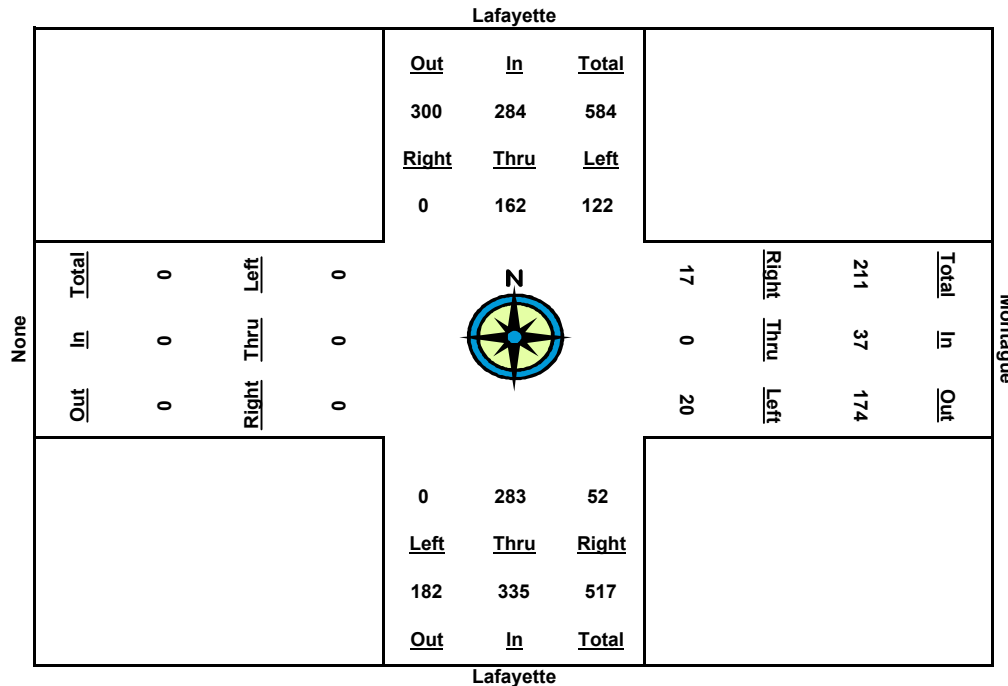 Lafayette
Out In Total
300 284 584
Right Thru Left
0 162 122
None
Total 0 Left 0
In 0 Thru 0
Out 0 Right 0
N
17 Right 211 Total
0 Thru 37 In
20 Left 174 Out
Montague
0 283 52
Left Thru Right
182 335 517
Out In Total
Lafayette